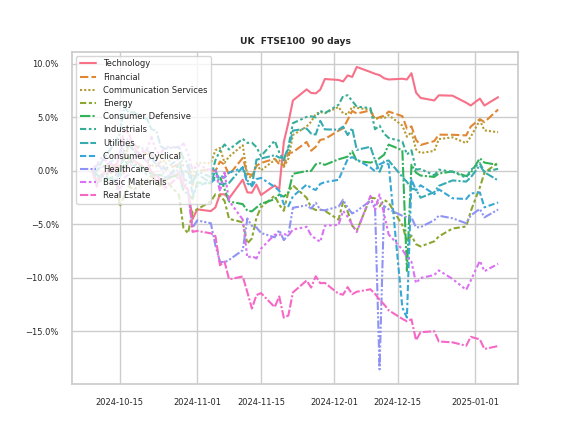 UK  FTSE100  90 days
10.0%
5.0%
0.0%
−5.0%
−10.0%
−15.0%
Technology
Financial
Communication Services
Energy
Consumer Defensive
Industrials
Utilities
Consumer Cyclical
Healthcare
Basic Materials
Real Estate
2024-10-15
2024-11-01
2024-11-15
2024-12-01
2024-12-15
2025-01-01